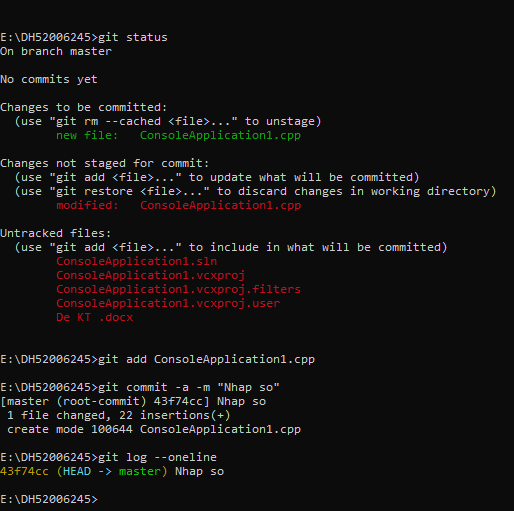 E:\DH52006245>git status
On branch master
No commits yet
Changes to be committed:
(use "git rm --cached <file>..." to unstage)
new file:   ConsoleApplication1.cpp
Changes not staged for commit:
(use "git add <file>..." to update what will be committed)
(use "git restore <file>..." to discard changes in working directory)
modified:   ConsoleApplication1.cpp
Untracked files:
(use "git add <file>..." to include in what will be committed)
ConsoleApplication1.sln
ConsoleApplication1.vcxproj
ConsoleApplication1.vcxproj.filters
ConsoleApplication1.vcxproj.user
De KT .docx
E:\DH52006245>git add ConsoleApplication1.cpp
E:\DH52006245>git commit -a -m "Nhap so"
[master (root-commit) 43f74cc] Nhap so
1 file changed, 22 insertions(+)
create mode 100644 ConsoleApplication1.cpp
E:\DH52006245>git log --oneline
43f74cc (HEAD -> master) Nhap so
E:\DH52006245>